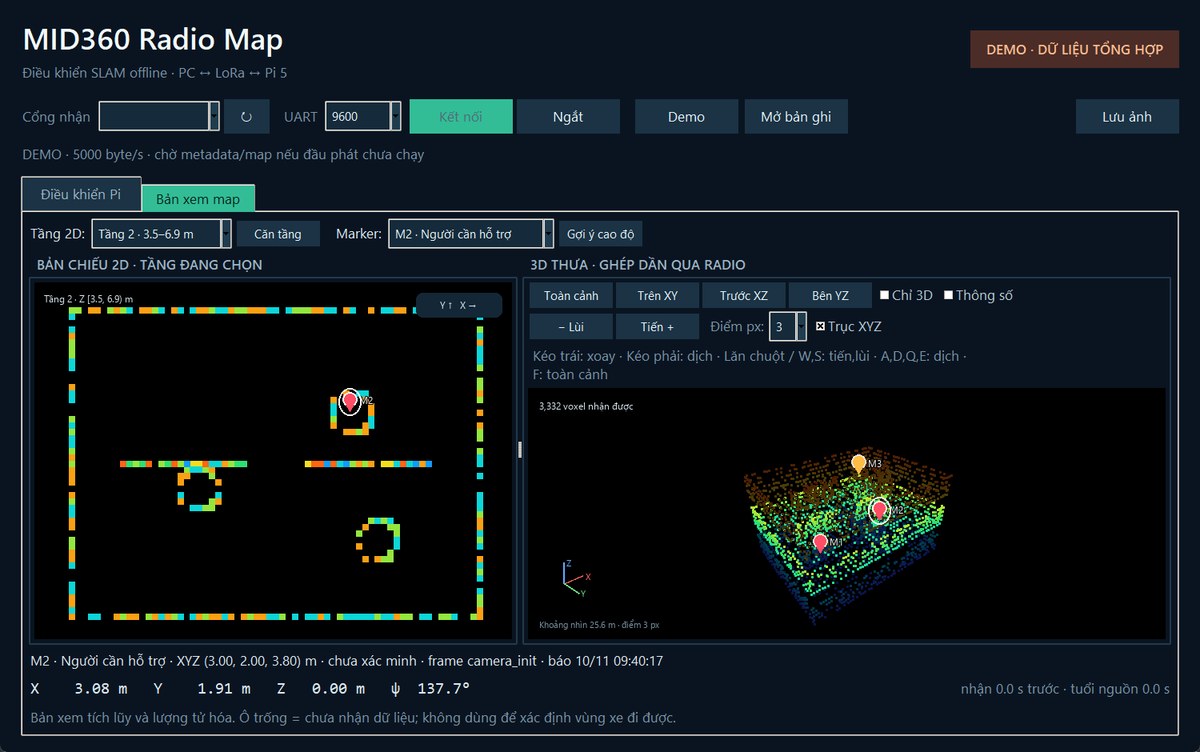 MID360 Radio Map
DEMO · DỮ LIỆU TỔNG HỢP
Điều khiển SLAM offline · PC ↔ LoRa ↔ Pi 5
Cổng nhận
↻
UART
9600
Kết nối
Ngắt
Demo
Mở bản ghi
Lưu ảnh
DEMO · 5000 byte/s · chờ metadata/map nếu đầu phát chưa chạy
Điều khiển Pi
Bản xem map
Tầng 2D:
Tầng 2 · 3.5–6.9 m
Căn tầng
Marker:
M2 · Người cần hỗ trợ
Gợi ý cao độ
BẢN CHIẾU 2D · TẦNG ĐANG CHỌN
Tầng 2 · Z [3.5, 6.9) m
Y↑ X→
M2
3D THƯA · GHÉP DẦN QUA RADIO
Toàn cảnh
Trên XY
Trước XZ
Bên YZ
Chỉ 3D
Thông số
− Lùi
Tiến +
Điểm px:
3
Trục XYZ
Kéo trái: xoay · Kéo phải: dịch · Lăn chuột / W,S: tiến,lùi · A,D,Q,E: dịch ·
F: toàn cảnh
3,332 voxel nhận được
M3
M2
M1
Z
X
Y
Khoảng nhìn 25.6 m · điểm 3 px
M2 · Người cần hỗ trợ · XYZ (3.00, 2.00, 3.80) m · chưa xác minh · frame camera_init · báo 10/11 09:40:17
X 3.08 m Y 1.91 m Z 0.00 m ψ 137.7°
nhận 0.0 s trước · tuổi nguồn 0.0 s
Bản xem tích lũy và lượng tử hóa. Ô trống = chưa nhận dữ liệu; không dùng để xác định vùng xe đi được.